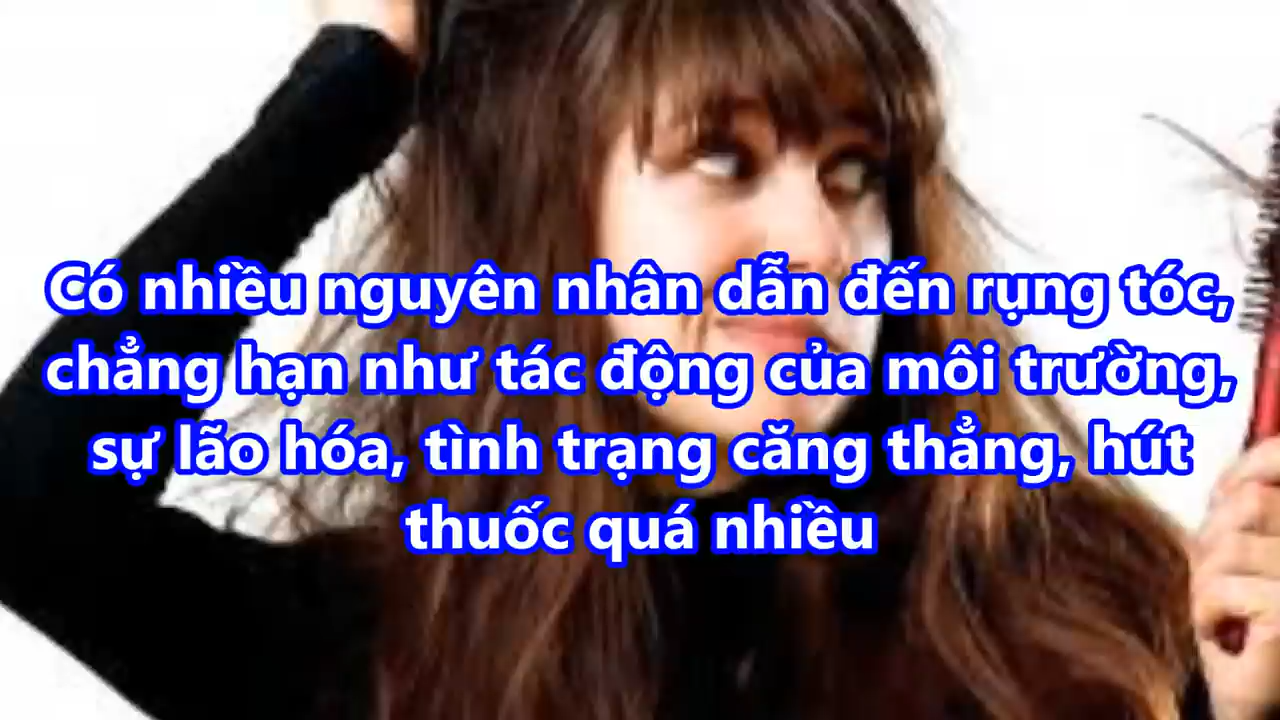 Có nhiều nguyên nhân dẫn đến rụng tóc,
chẳng hạn như tác động của môi trường,
sự lão hóa, tình trạng căng thẳng, hút
thuốc quá nhiều